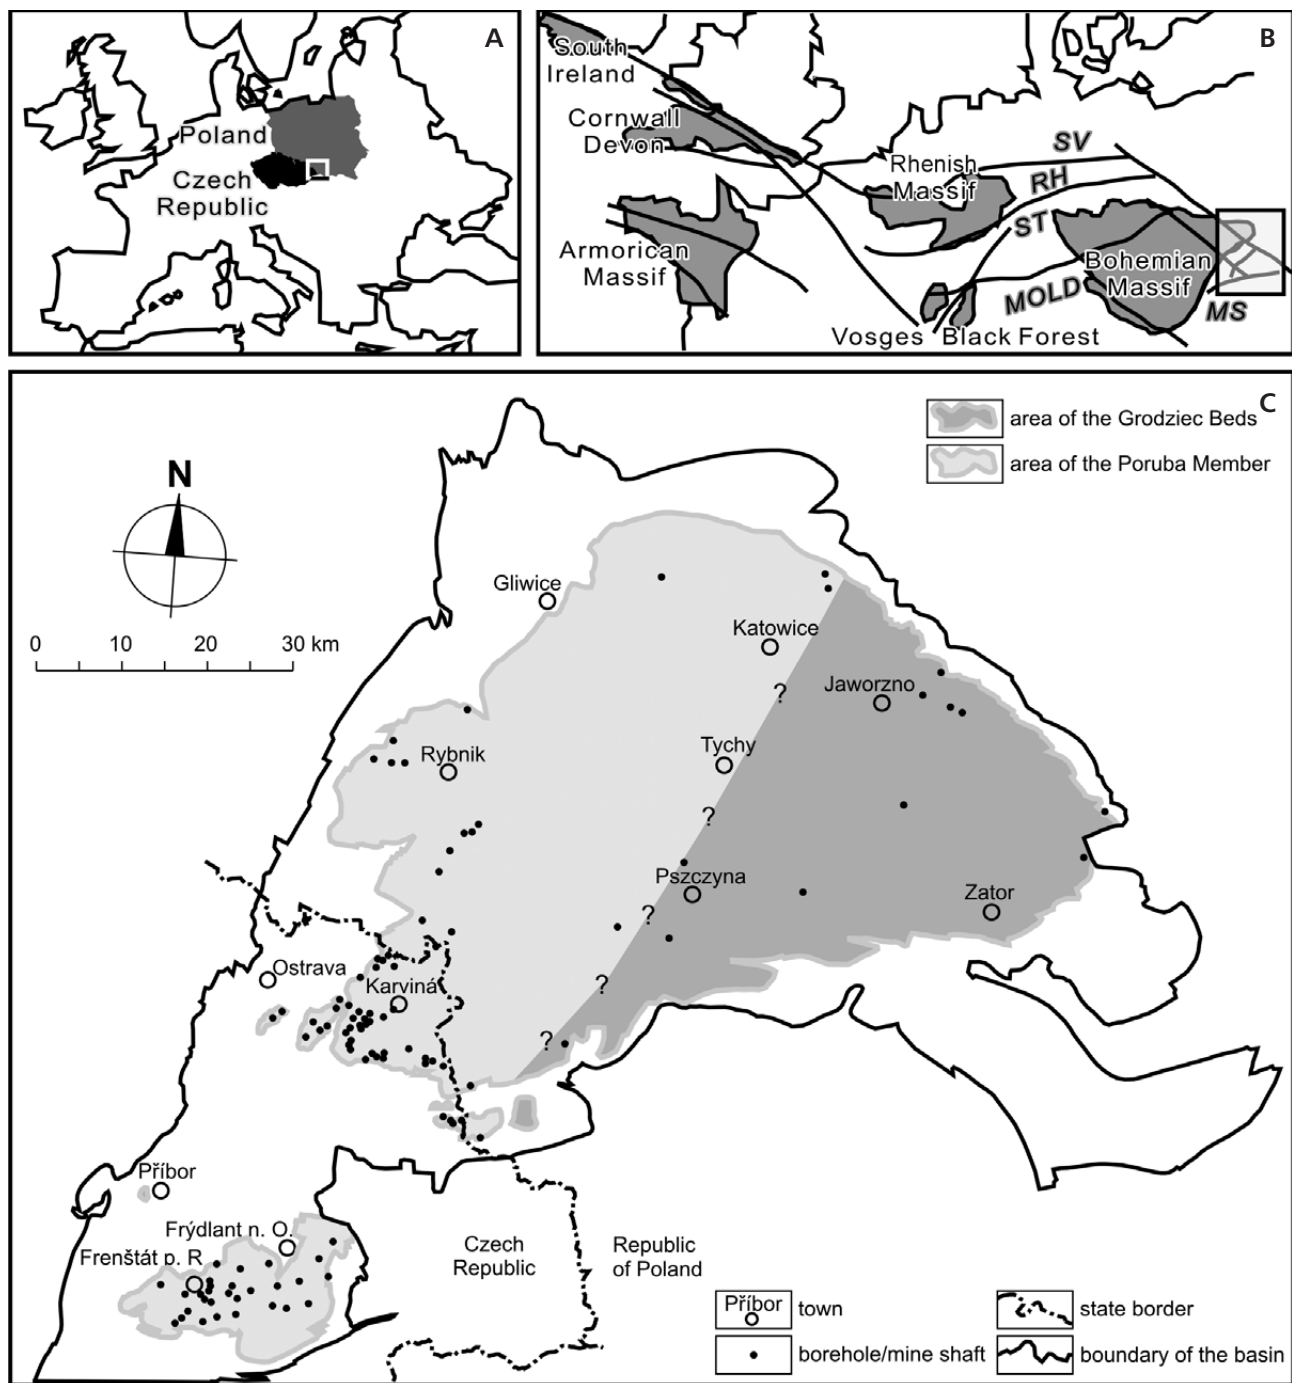 A
Poland
Czech
Republic
B
South
Ireland
Cornwall
Devon
Armorican
Massif
Rhenish
Massif
SV
RH
ST
MOLD
Bohemian
Massif
MS
Vosges
Black Forest
C
area of the Grodziec Beds
area of the Poruba Member
N
0 10 20 30 km
Gliwice
Katowice
?
Jaworzno
Rybnik
Tychy
?
Pszczyna
?
Zator
Ostrava
Karviná
?
?
Příbor
Frýdlant n. O.
Frenštát p. R
Czech
Republic
Republic
of Poland
Příbor
town
state border
borehole/mine shaft
boundary of the basin